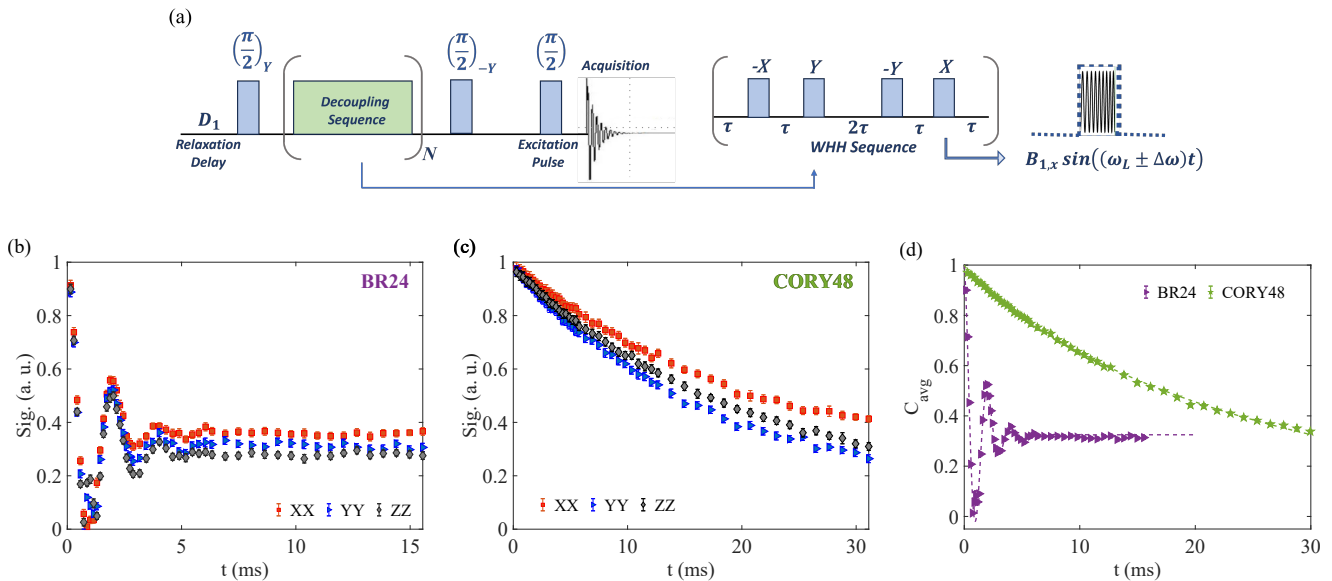 (a)
(π/2)_Y
(π/2)_-Y
(π/2)
Decoupling
Sequence
N
D_1
Relaxation
Delay
Excitation
Pulse
Acquisition
-X Y -Y X
τ τ 2τ τ τ
WHH Sequence
B_{1,x} sin((ω_L ± Δω)t)
(b)
BR24
Sig. (a. u.)
1
0.8
0.6
0.4
0.2
0
XX YY ZZ
0 5 10 15
t (ms)
(c)
CORY48
Sig. (a. u.)
1
0.8
0.6
0.4
0.2
0
XX YY ZZ
0 10 20 30
t (ms)
(d)
BR24 CORY48
C_avg
1
0.8
0.6
0.4
0.2
0
0 10 20 30
t (ms)